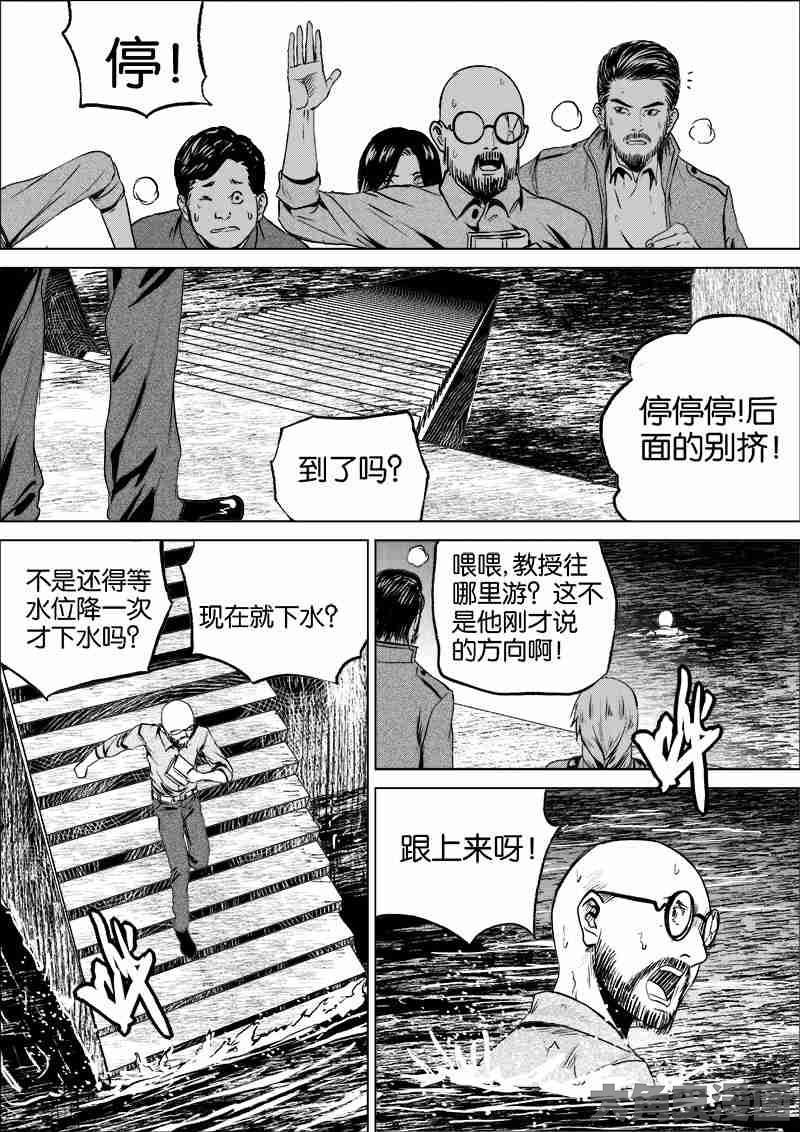 停!
停停停!后
面的别挤!
到了吗?
不是还得等
水位降一次
才下水吗?
现在就下水?
喂喂,教授往
哪里游? 这不
是他刚才说
的方向啊!
跟上来呀!